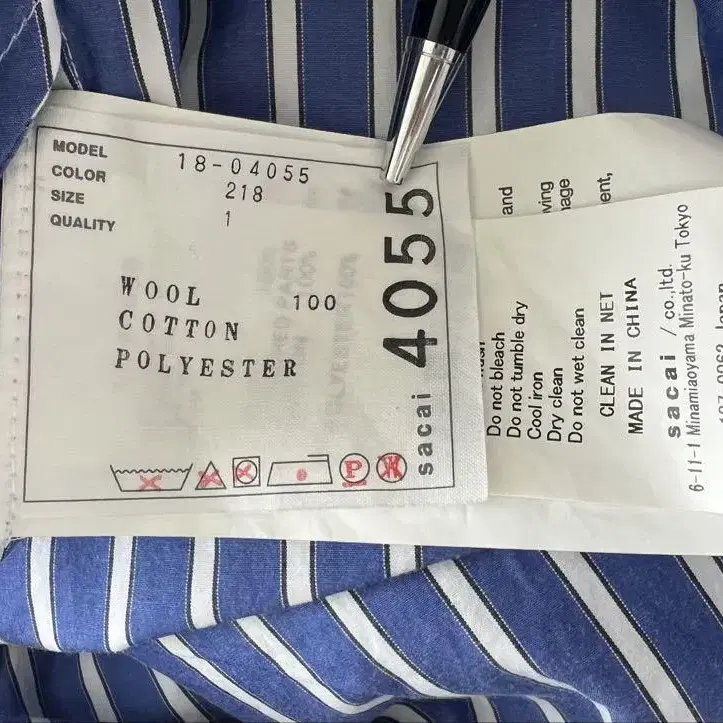 MODEL 18-04055
COLOR 218
SIZE 1
QUALITY
WOOL
COTTON 100
POLYESTER
P
W
sacai 4055
and
ving
nage
ent,
Do not bleach
Do not tumble dry
Cool iron
Dry clean
Do not wet clean
CLEAN IN NET
MADE IN CHINA
sacai / co.,ltd.
6-11-1 Minamiaoyama Minato-ku Tokyo